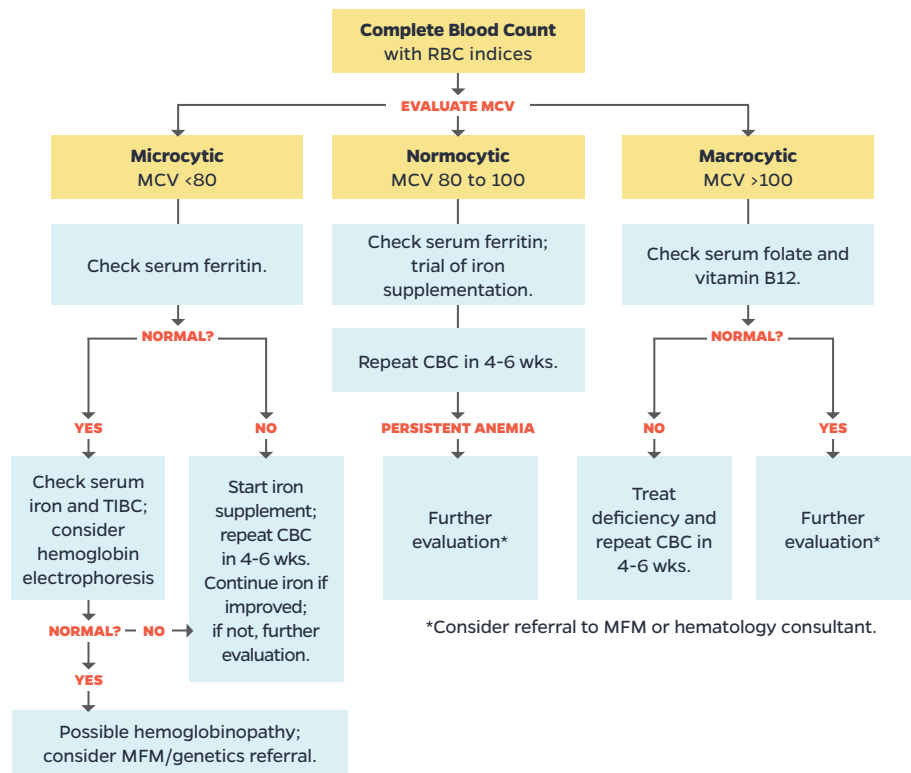 Complete Blood Count
with RBC indices
EVALUATE MCV
Microcytic
MCV <80
Normocytic
MCV 80 to 100
Macrocytic
MCV >100
Check serum ferritin.
Check serum ferritin;
trial of iron
supplementation.
Check serum folate and
vitamin B12.
NORMAL?
Repeat CBC in 4-6 wks.
NORMAL?
YES
NO
PERSISTENT ANEMIA
NO
YES
Check serum
iron and TIBC;
consider
hemoglobin
electrophoresis
Start iron
supplement;
repeat CBC
in 4-6 wks.
Continue iron if
improved;
if not, further
evaluation.
Further
evaluation*
Treat
deficiency and
repeat CBC in
4-6 wks.
Further
evaluation*
NORMAL?
NO
*Consider referral to MFM or hematology consultant.
YES
Possible hemoglobinopathy;
consider MFM/genetics referral.